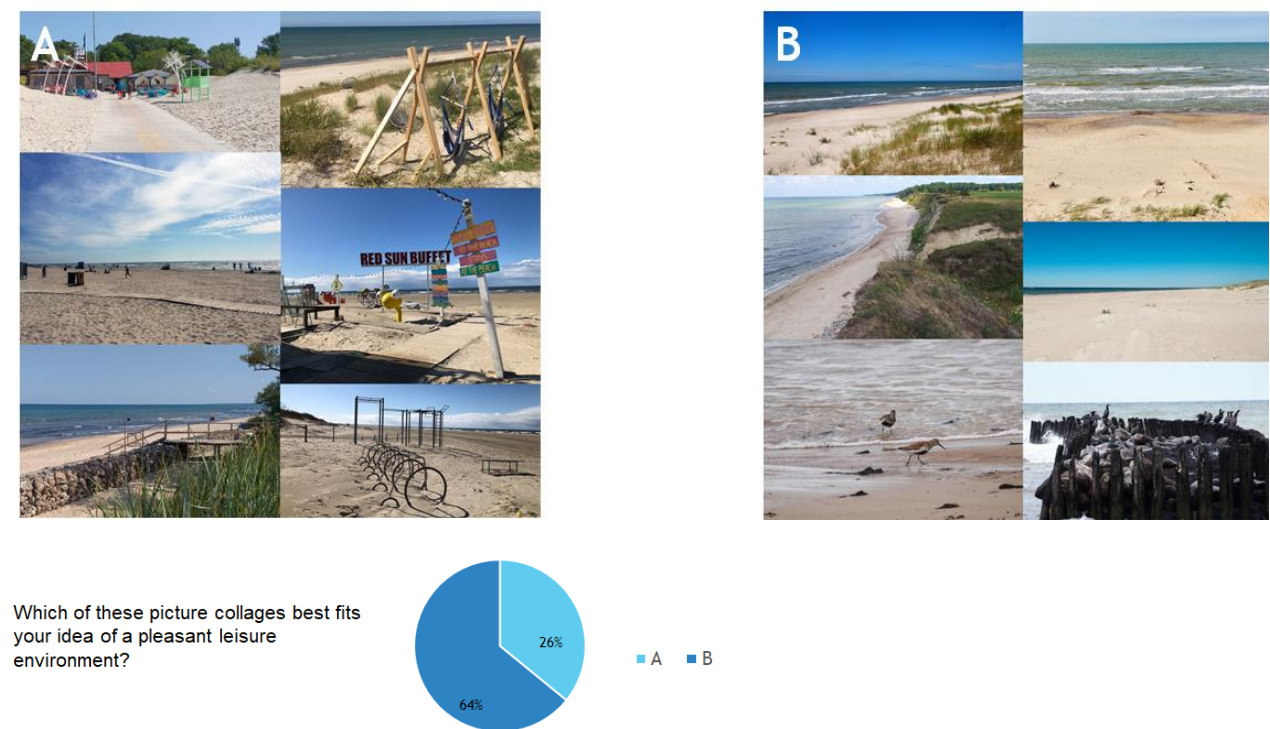 A
B
RED SUN BUFFET
Which of these picture collages best fits
your idea of a pleasant leisure
environment?
26%
64%
A
B